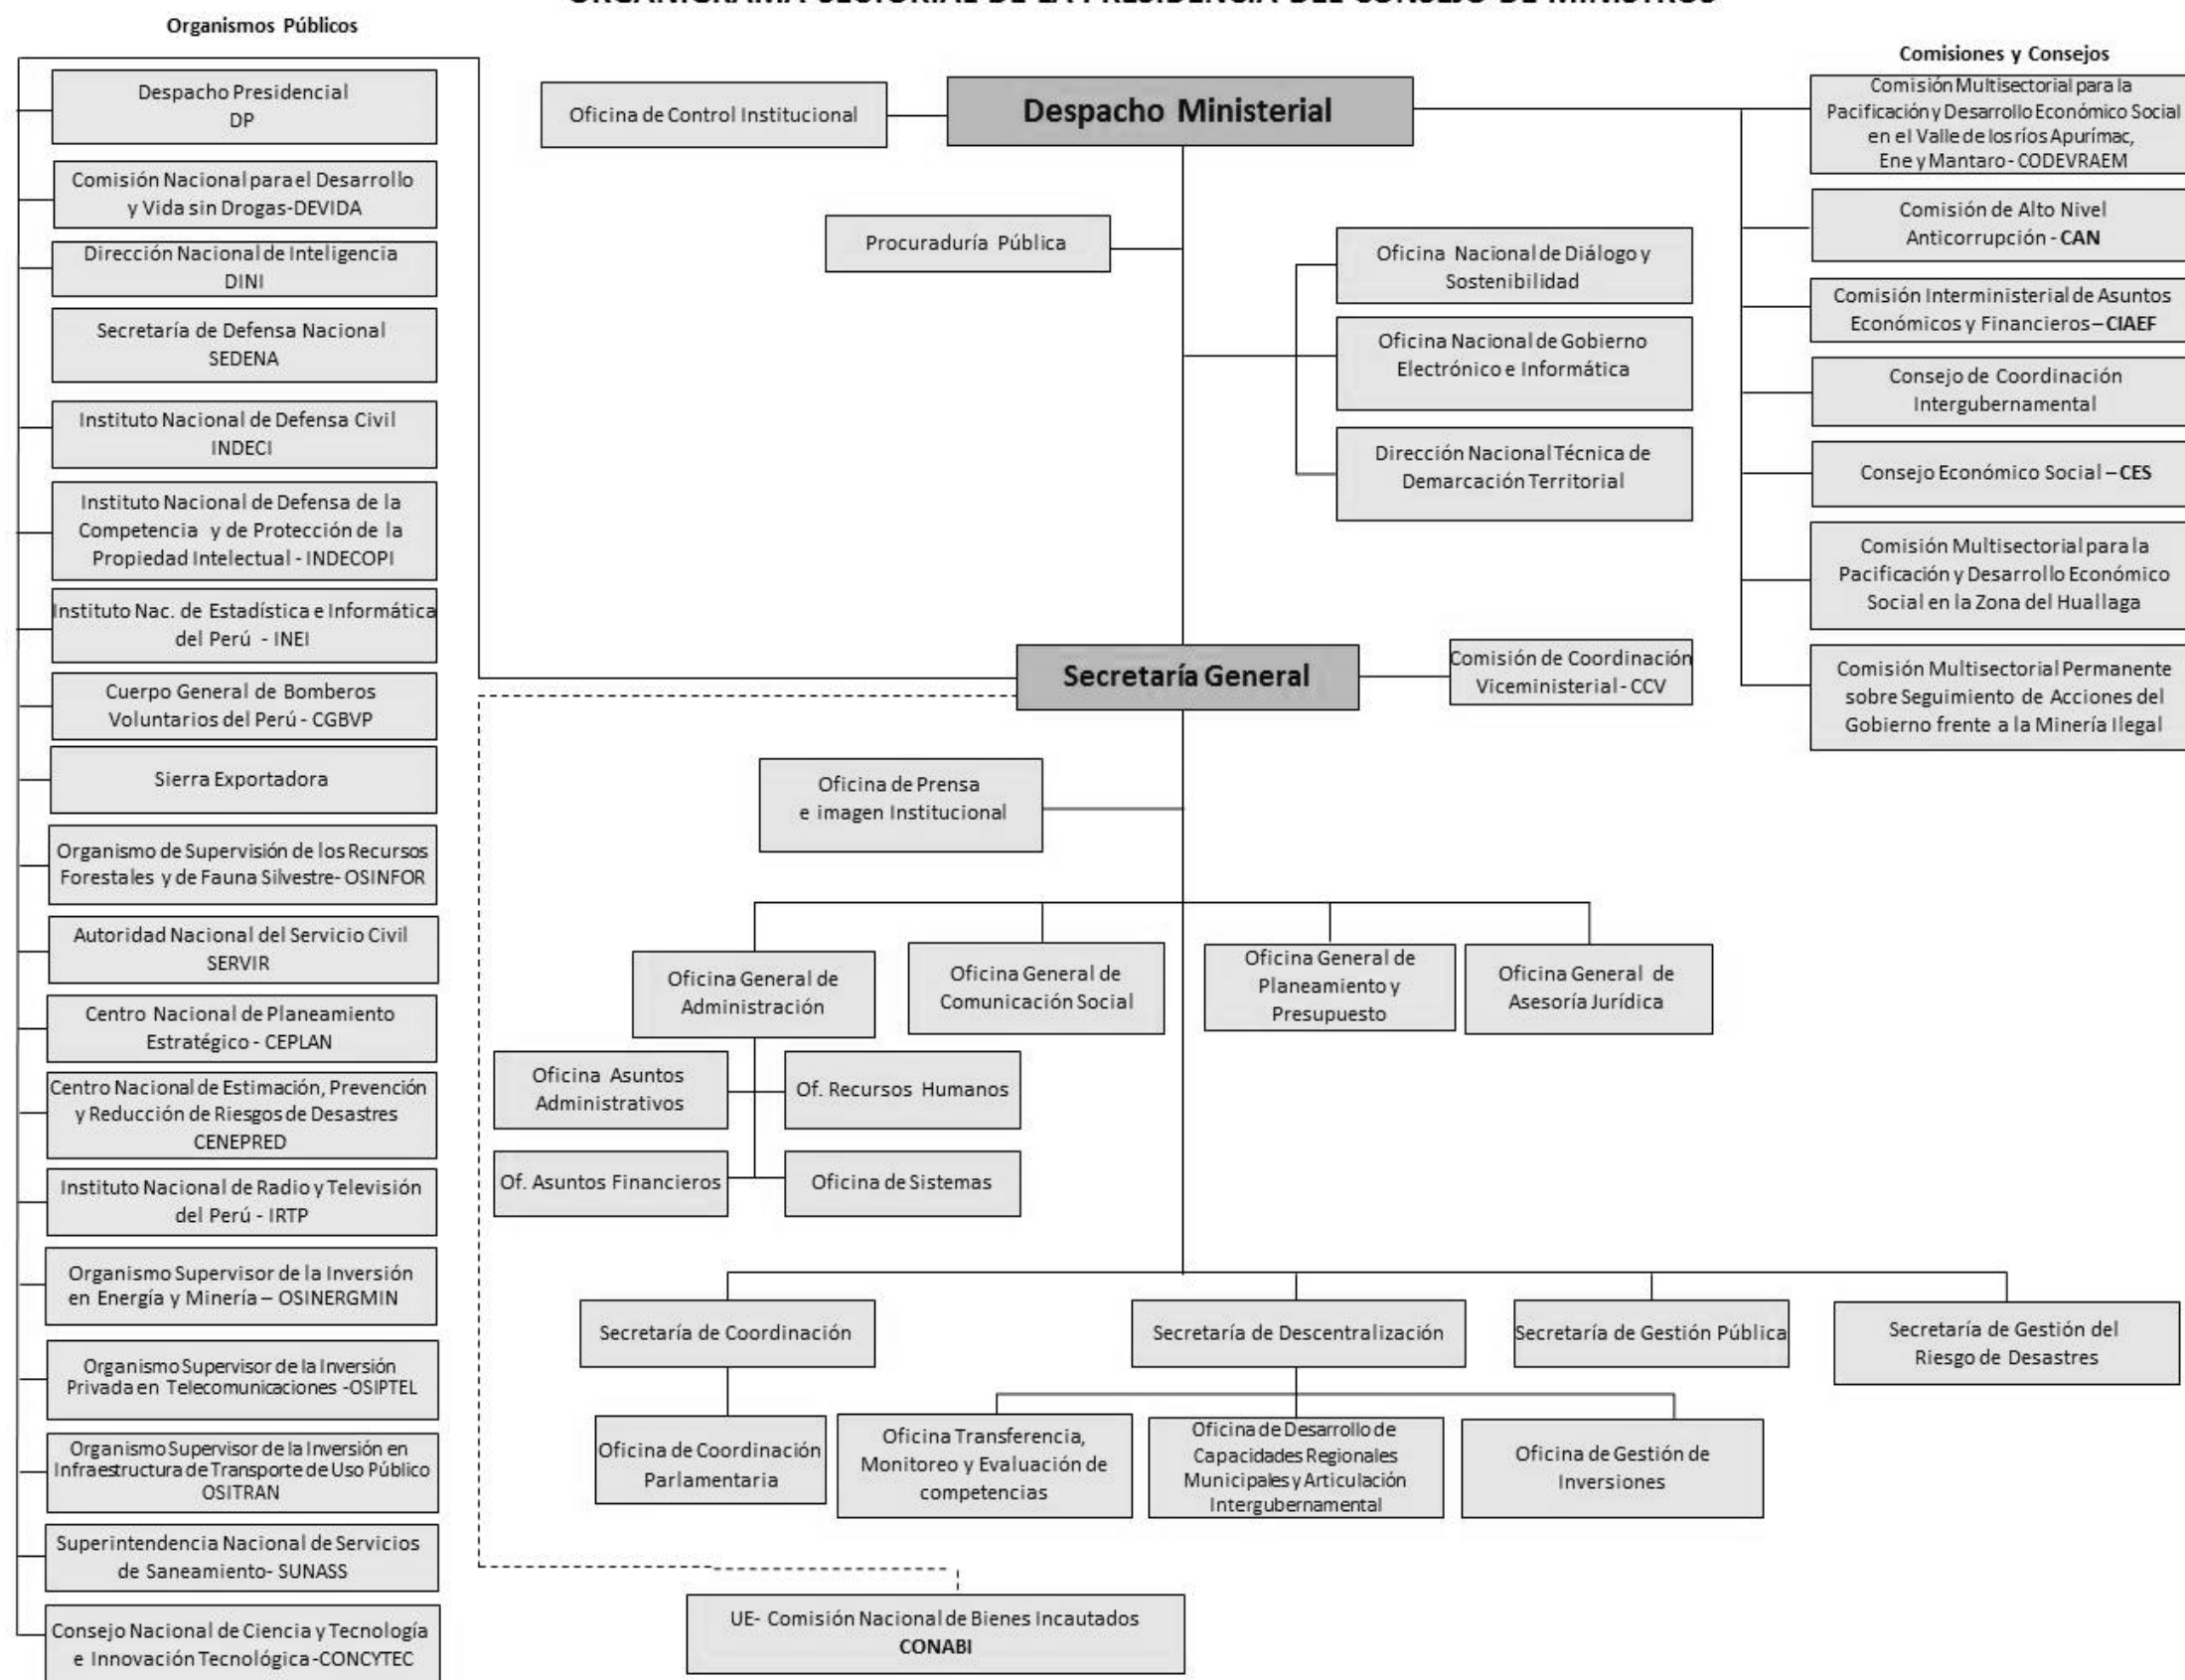 ORGANIGRAMA SECTORIAL DE LA PRESIDENCIA DEL CONSEJO DE MINISTROS
Organismos Públicos
Despacho Presidencial
DP
Comisión Nacional para el Desarrollo
y Vida sin Drogas-DEVIDA
Dirección Nacional de Inteligencia
DINI
Secretaría de Defensa Nacional
SEDENA
Instituto Nacional de Defensa Civil
INDECI
Instituto Nacional de Defensa de la
Competencia y de Protección de la
Propiedad Intelectual - INDECOPI
Instituto Nac. de Estadística e Informática
del Perú - INEI
Cuerpo General de Bomberos
Voluntarios del Perú - CGBVP
Sierra Exportadora
Organismo de Supervisión de los Recursos
Forestales y de Fauna Silvestre- OSINFOR
Autoridad Nacional del Servicio Civil
SERVIR
Centro Nacional de Planeamiento
Estratégico - CEPLAN
Centro Nacional de Estimación, Prevención
y Reducción de Riesgos de Desastres
CENEPRED
Instituto Nacional de Radio y Televisión
del Perú - IRTP
Organismo Supervisor de la Inversión
en Energía y Minería – OSINERGMIN
Organismo Supervisor de la Inversión
Privada en Telecomunicaciones -OSIPTEL
Organismo Supervisor de la Inversión en
Infraestructura de Transporte de Uso Público
OSITRAN
Superintendencia Nacional de Servicios
de Saneamiento- SUNASS
Consejo Nacional de Ciencia y Tecnología
e Innovación Tecnológica -CONCYTEC
Oficina de Control Institucional
Despacho Ministerial
Procuraduría Pública
Oficina Nacional de Diálogo y
Sostenibilidad
Oficina Nacional de Gobierno
Electrónico e Informática
Dirección Nacional Técnica de
Demarcación Territorial
Comisiones y Consejos
Comisión Multisectorial para la
Pacificación y Desarrollo Económico Social
en el Valle de los ríos Apurímac,
Ene y Mantaro - CODEVRAEM
Comisión de Alto Nivel
Anticorrupción - CAN
Comisión Interministerial de Asuntos
Económicos y Financieros – CIAEF
Consejo de Coordinación
Intergubernamental
Consejo Económico Social – CES
Comisión Multisectorial para la
Pacificación y Desarrollo Económico
Social en la Zona del Huallaga
Comisión Multisectorial Permanente
sobre Seguimiento de Acciones del
Gobierno frente a la Minería Ilegal
Secretaría General
Comisión de Coordinación
Viceministerial - CCV
Oficina de Prensa
e imagen Institucional
Oficina General de
Administración
Oficina General de
Comunicación Social
Oficina General de
Planeamiento y
Presupuesto
Oficina General de
Asesoría Jurídica
Oficina Asuntos
Administrativos
Of. Recursos Humanos
Of. Asuntos Financieros
Oficina de Sistemas
Secretaría de Coordinación
Secretaría de Descentralización
Secretaría de Gestión Pública
Secretaría de Gestión del
Riesgo de Desastres
Oficina de Coordinación
Parlamentaria
Oficina Transferencia,
Monitoreo y Evaluación de
competencias
Oficina de Desarrollo de
Capacidades Regionales
Municipales y Articulación
Intergubernamental
Oficina de Gestión de
Inversiones
UE- Comisión Nacional de Bienes Incautados
CONABI